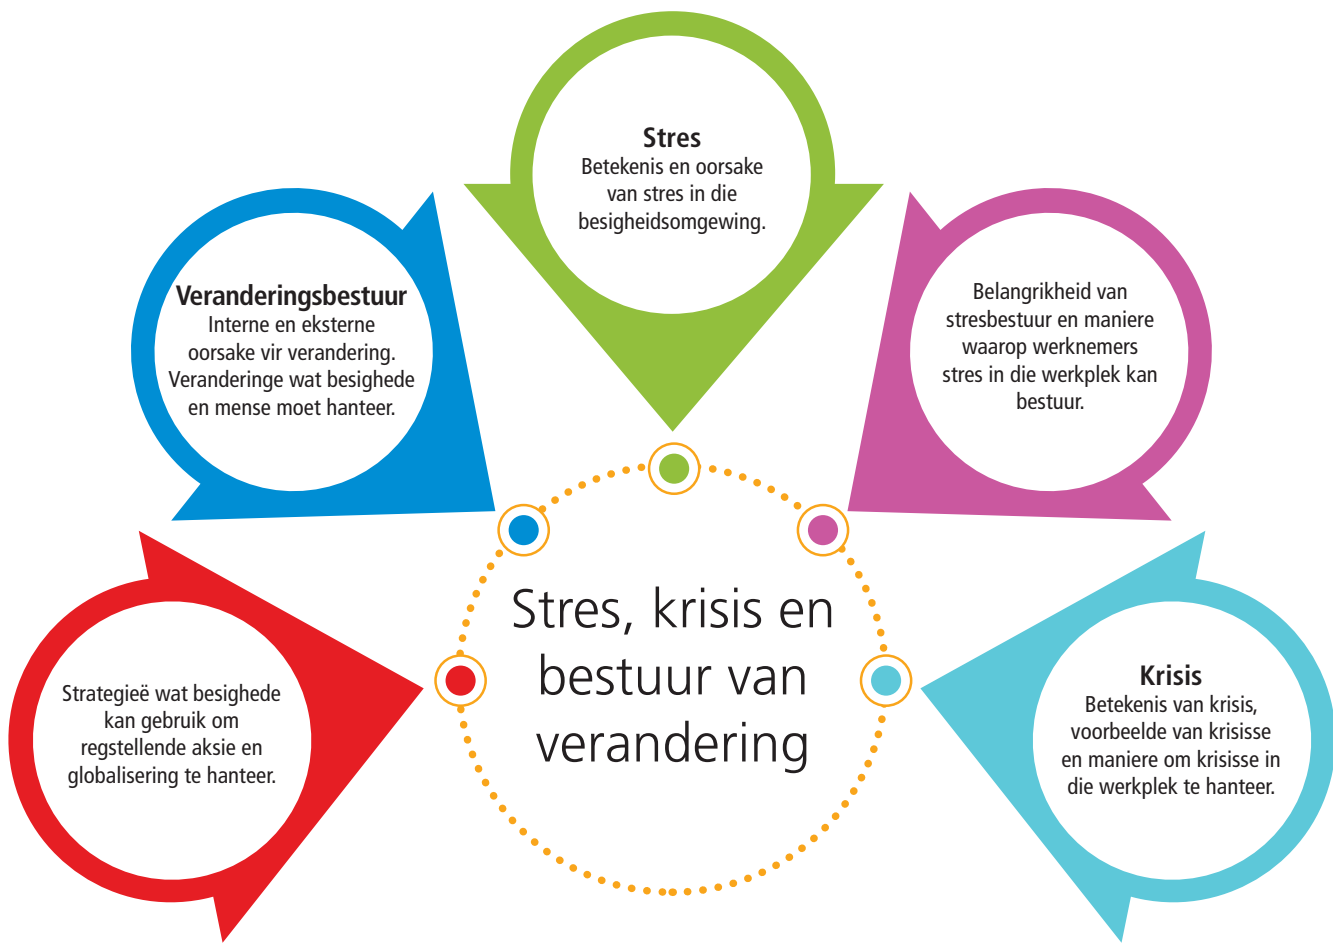 Stres
Betekenis en oorsake
van stres in die
besigheidsomgewing.
Veranderingsbestuur
Interne en eksterne
oorsake vir verandering.
Veranderinge wat besighede
en mense moet hanteer.
Belangrikheid van
stresbestuur en maniere
waarop werknemers
stres in die werkplek kan
bestuur.
Strategieë wat besighede
kan gebruik om
regstellende aksie en
globalisering te hanteer.
Stres, krisis en
bestuur van
verandering
Krisis
Betekenis van krisis,
voorbeelde van krisisse
en maniere om krisisse in
die werkplek te hanteer.